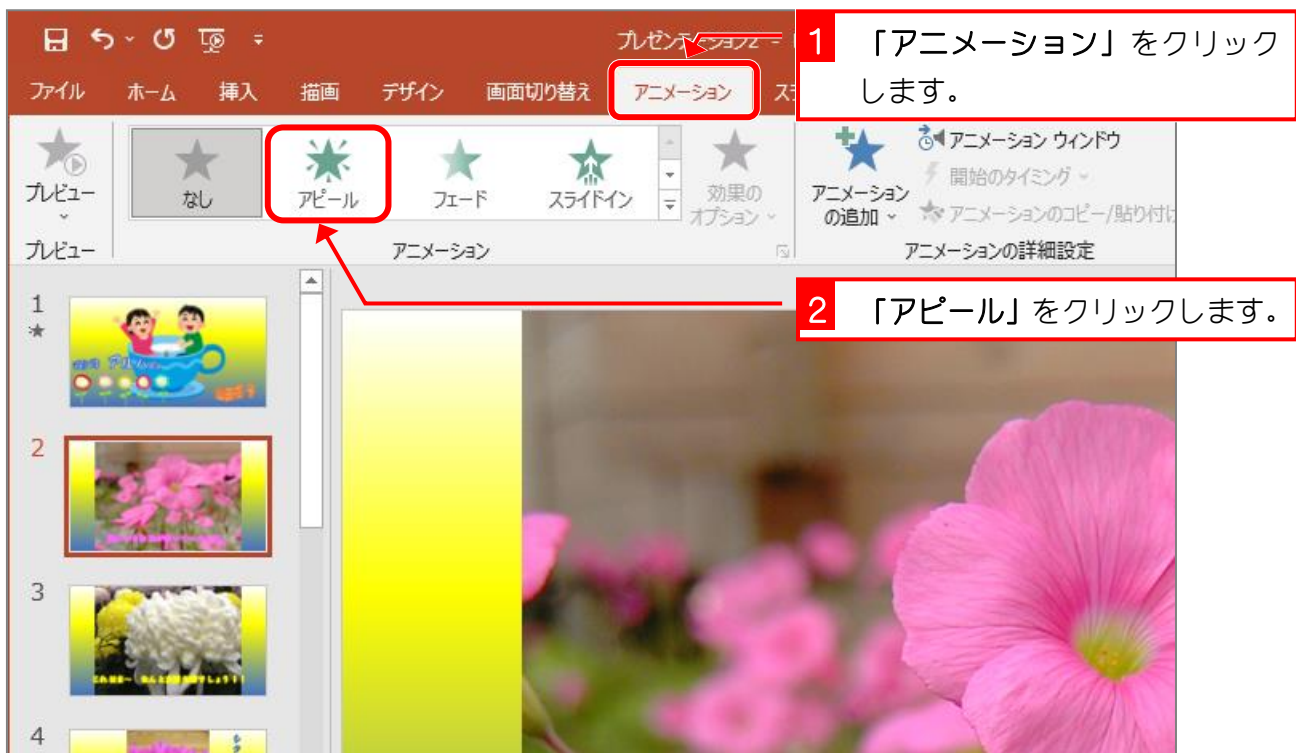 プレゼンテーション2 -
ファイル ホーム 挿入 描画 デザイン 画面切り替え アニメーション
1 「アニメーション」をクリック
します。
プレビュー
なし
アピール
フェード
スライドイン
効果の
オプション
アニメーション
の追加
アニメーション ウィンドウ
開始のタイミング
アニメーションのコピー/貼り付け
プレビュー
アニメーション
アニメーションの詳細設定
2 「アピール」をクリックします。
1
2
3
4